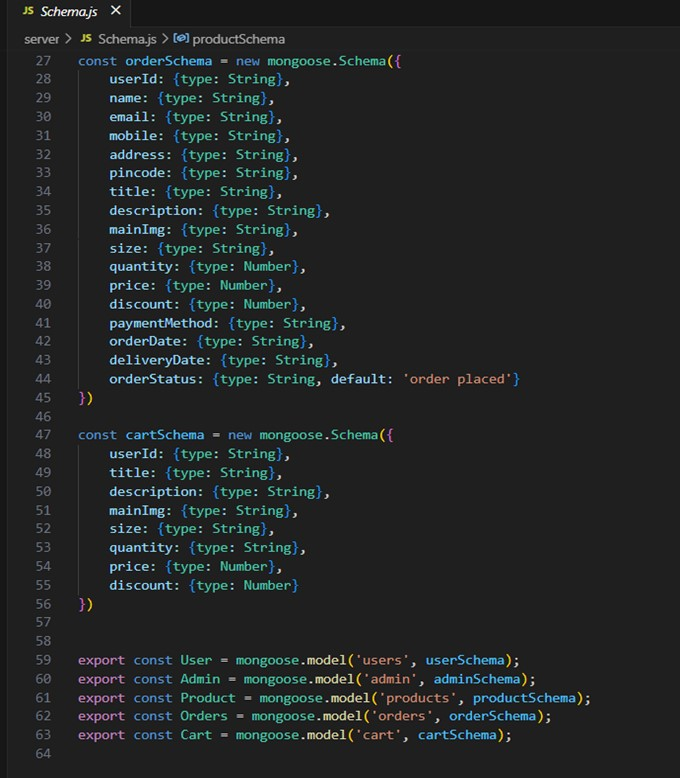 JS Schema.js ×
server > JS Schema.js > productSchema
27 const orderSchema = new mongoose.Schema({
28     userId: {type: String},
29     name: {type: String},
30     email: {type: String},
31     mobile: {type: String},
32     address: {type: String},
33     pincode: {type: String},
34     title: {type: String},
35     description: {type: String},
36     mainImg: {type: String},
37     size: {type: String},
38     quantity: {type: Number},
39     price: {type: Number},
40     discount: {type: Number},
41     paymentMethod: {type: String},
42     orderDate: {type: String},
43     deliveryDate: {type: String},
44     orderStatus: {type: String, default: 'order placed'}
45 })
46
47 const cartSchema = new mongoose.Schema({
48     userId: {type: String},
49     title: {type: String},
50     description: {type: String},
51     mainImg: {type: String},
52     size: {type: String},
53     quantity: {type: String},
54     price: {type: Number},
55     discount: {type: Number}
56 })
57
58
59 export const User = mongoose.model('users', userSchema);
60 export const Admin = mongoose.model('admin', adminSchema);
61 export const Product = mongoose.model('products', productSchema);
62 export const Orders = mongoose.model('orders', orderSchema);
63 export const Cart = mongoose.model('cart', cartSchema);
64